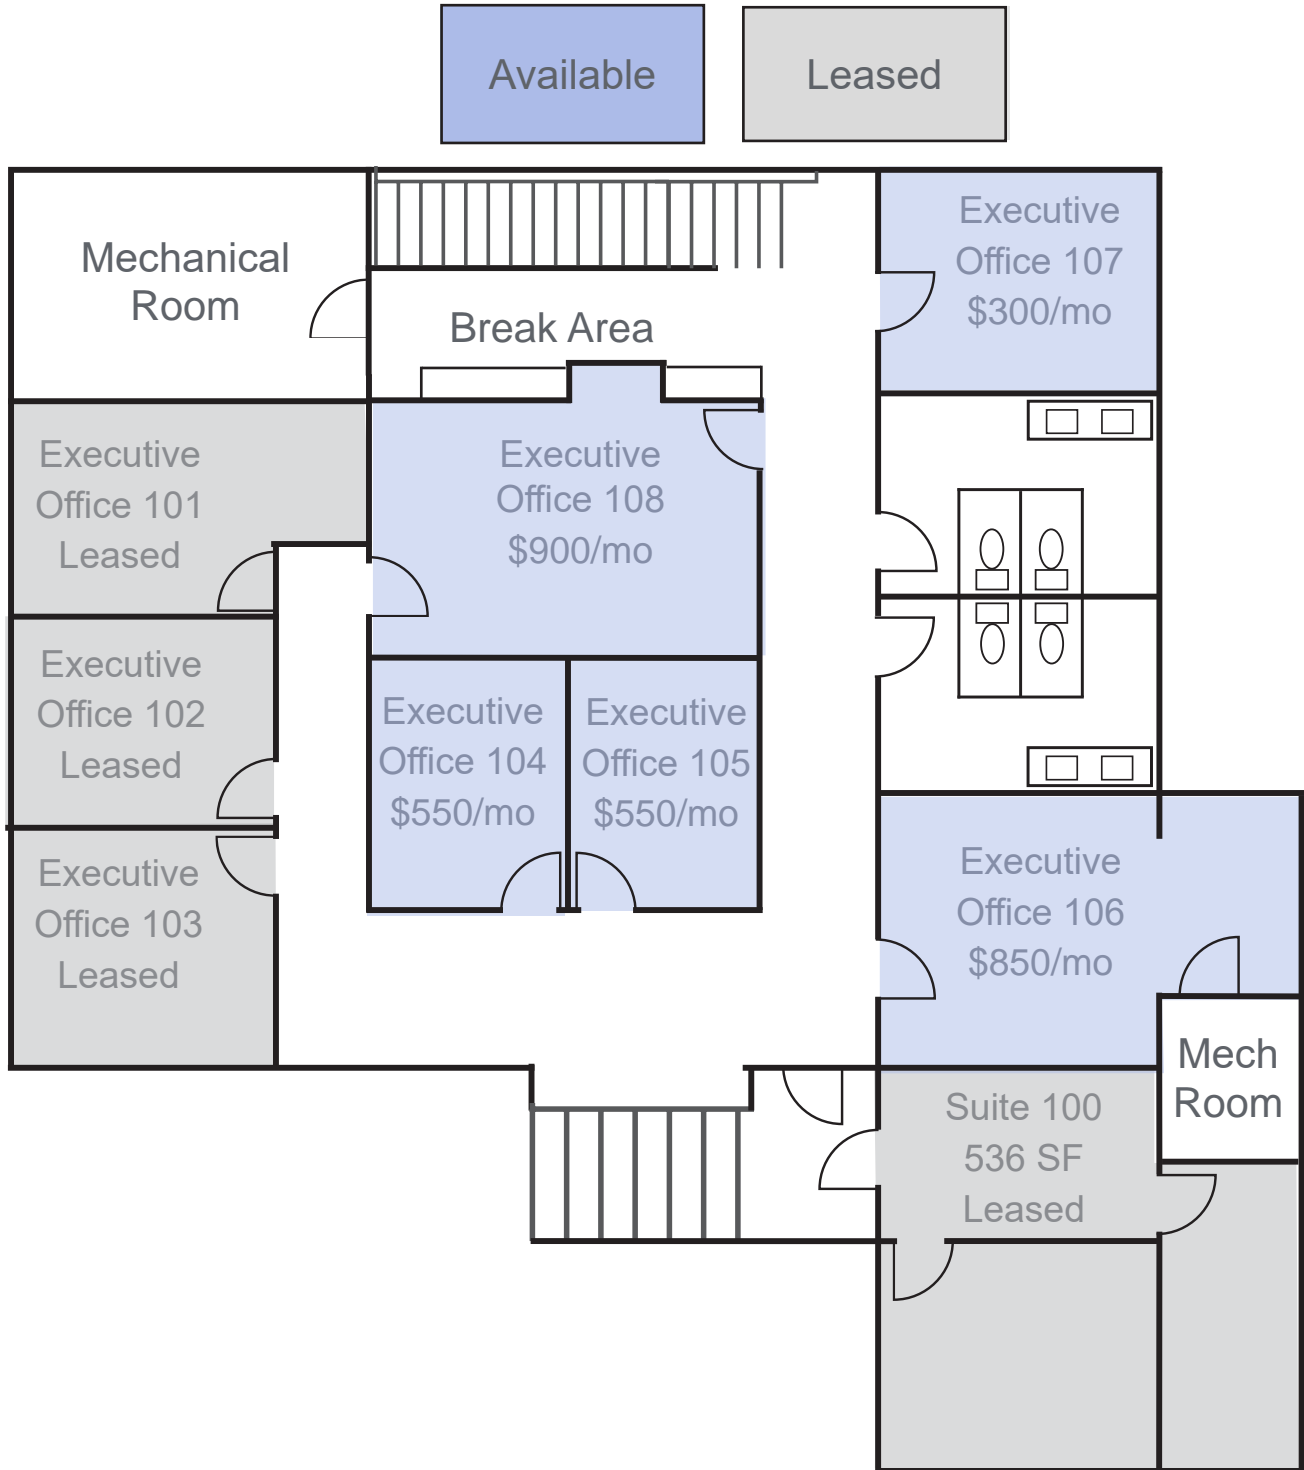 Available
Leased
Mechanical
Room
Break Area
Executive
Office 107
$300/mo
Executive
Office 101
Leased
Executive
Office 108
$900/mo
Executive
Office 102
Leased
Executive
Office 104
$550/mo
Executive
Office 105
$550/mo
Executive
Office 103
Leased
Executive
Office 106
$850/mo
Mech
Room
Suite 100
536 SF
Leased